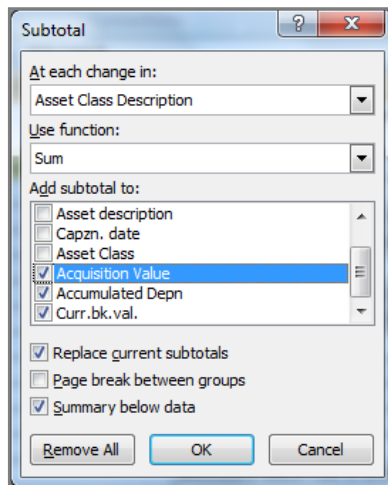 Subtotal
?
At each change in:
Asset Class Description
Use function:
Sum
Add subtotal to:
Asset description
Capzn. date
Asset Class
Acquisition Value
Accumulated Depn
Curr.bk.val.
Replace current subtotals
Page break between groups
Summary below data
Remove All OK Cancel